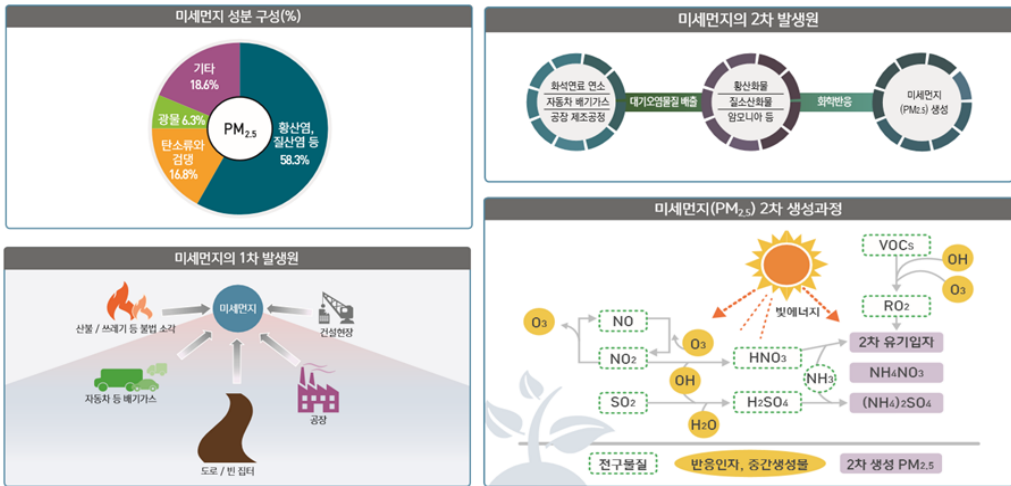 미세먼지 성분 구성(%)
기타
18.6%
광물 6.3%
탄소류와
검댕
16.8%
PM2.5
황산염,
질산염 등
58.3%
미세먼지의 2차 발생원
화석연료 연소
자동차 배기가스
공장 제조공정
대기오염물질 배출
황산화물
질소산화물
암모니아 등
화학반응
미세먼지
(PM2.5) 생성
미세먼지의 1차 발생원
미세먼지
산불 / 쓰레기 등 불법 소각
건설현장
자동차 등 배기가스
공장
도로 / 빈 집터
미세먼지(PM2.5) 2차 생성과정
VOCs
OH
O3
RO2
빛에너지
O3
NO
O3
NO2
HNO3
2차 유기입자
OH
NH3
NH4NO3
SO2
H2SO4
(NH4)2SO4
H2O
전구물질
반응인자, 중간생성물
2차 생성 PM2.5